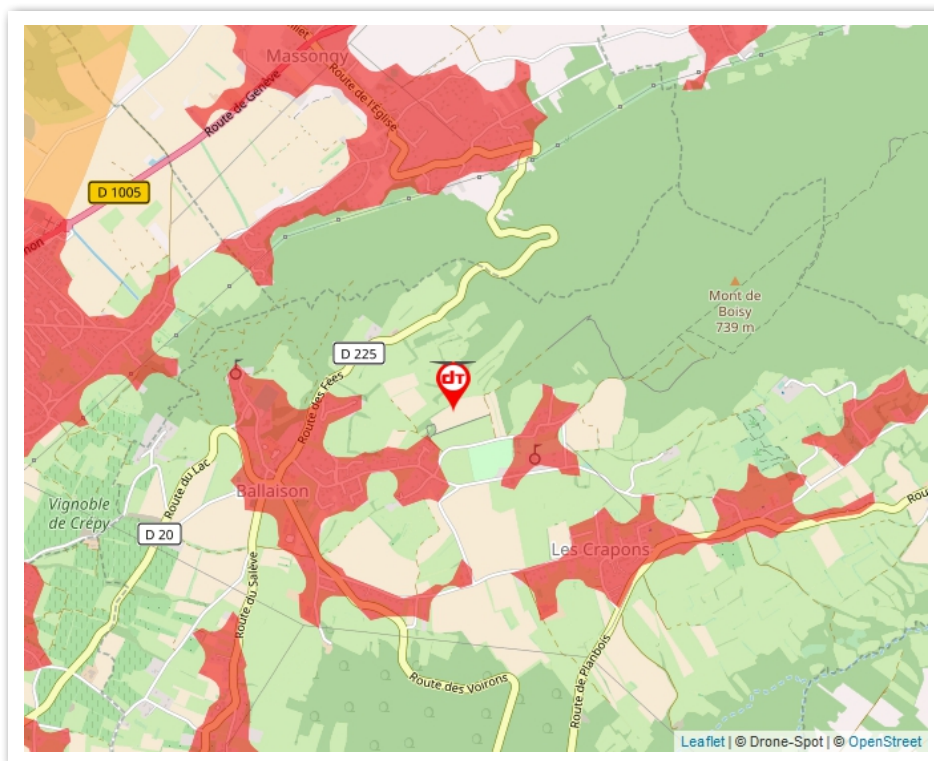 Massongy
Route de l'Église
Route de Genève
D 1005
Mont de
Boisy
739 m
D 225
Route des Fées
dT
Route du Lac
Ballaison
Vignoble
de Crépy
D 20
Les Crapons
Route du Salève
Route des Voirons
Route de Planbois
Leaflet | © Drone-Spot | © OpenStreet